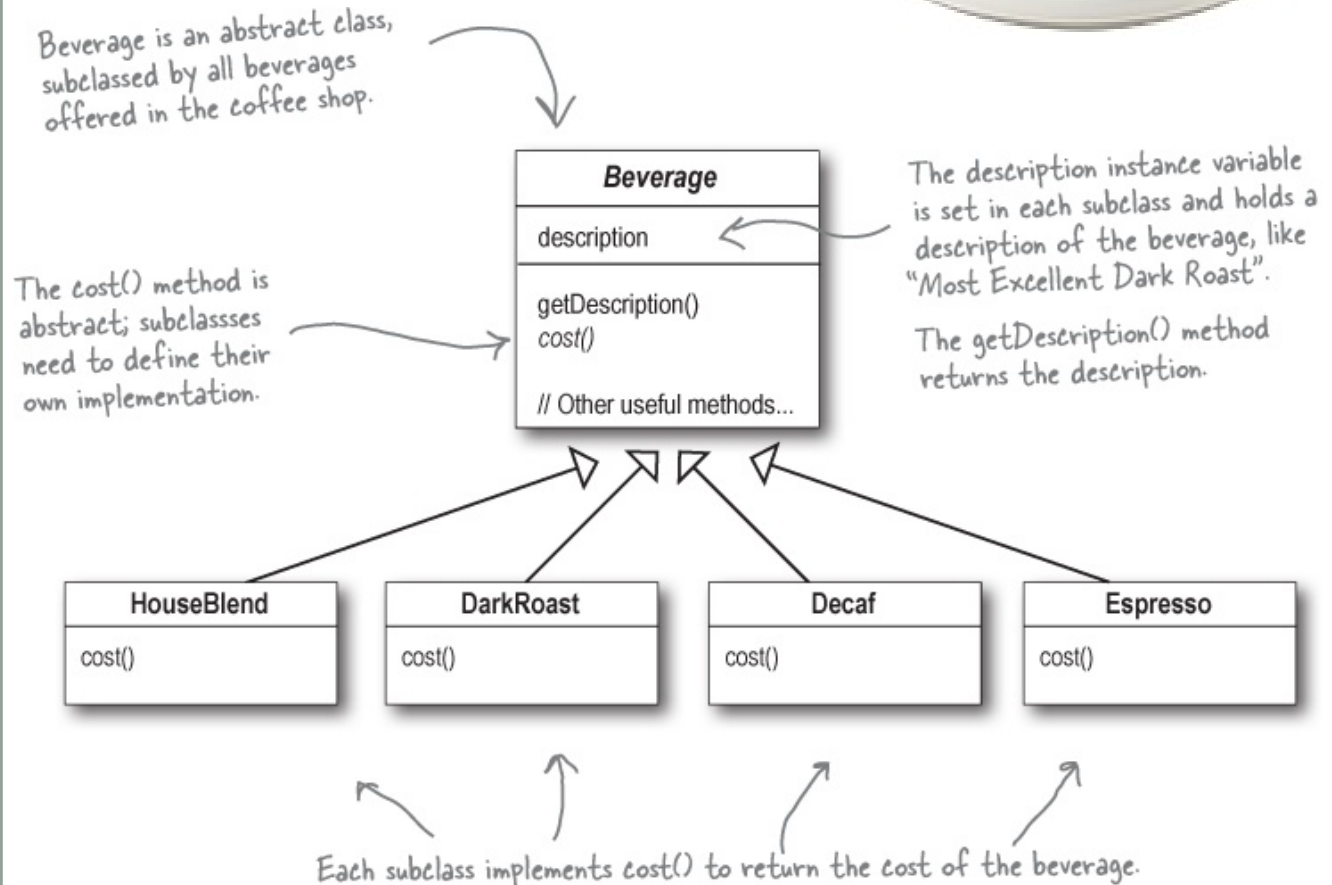 Beverage is an abstract class,
subclassed by all beverages
offered in the coffee shop.
Beverage
description
getDescription()
cost()
// Other useful methods...
The description instance variable
is set in each subclass and holds a
description of the beverage, like
“Most Excellent Dark Roast”.
The getDescription() method
returns the description.
The cost() method is
abstract; subclassses
need to define their
own implementation.
HouseBlend
cost()
DarkRoast
cost()
Decaf
cost()
Espresso
cost()
Each subclass implements cost() to return the cost of the beverage.